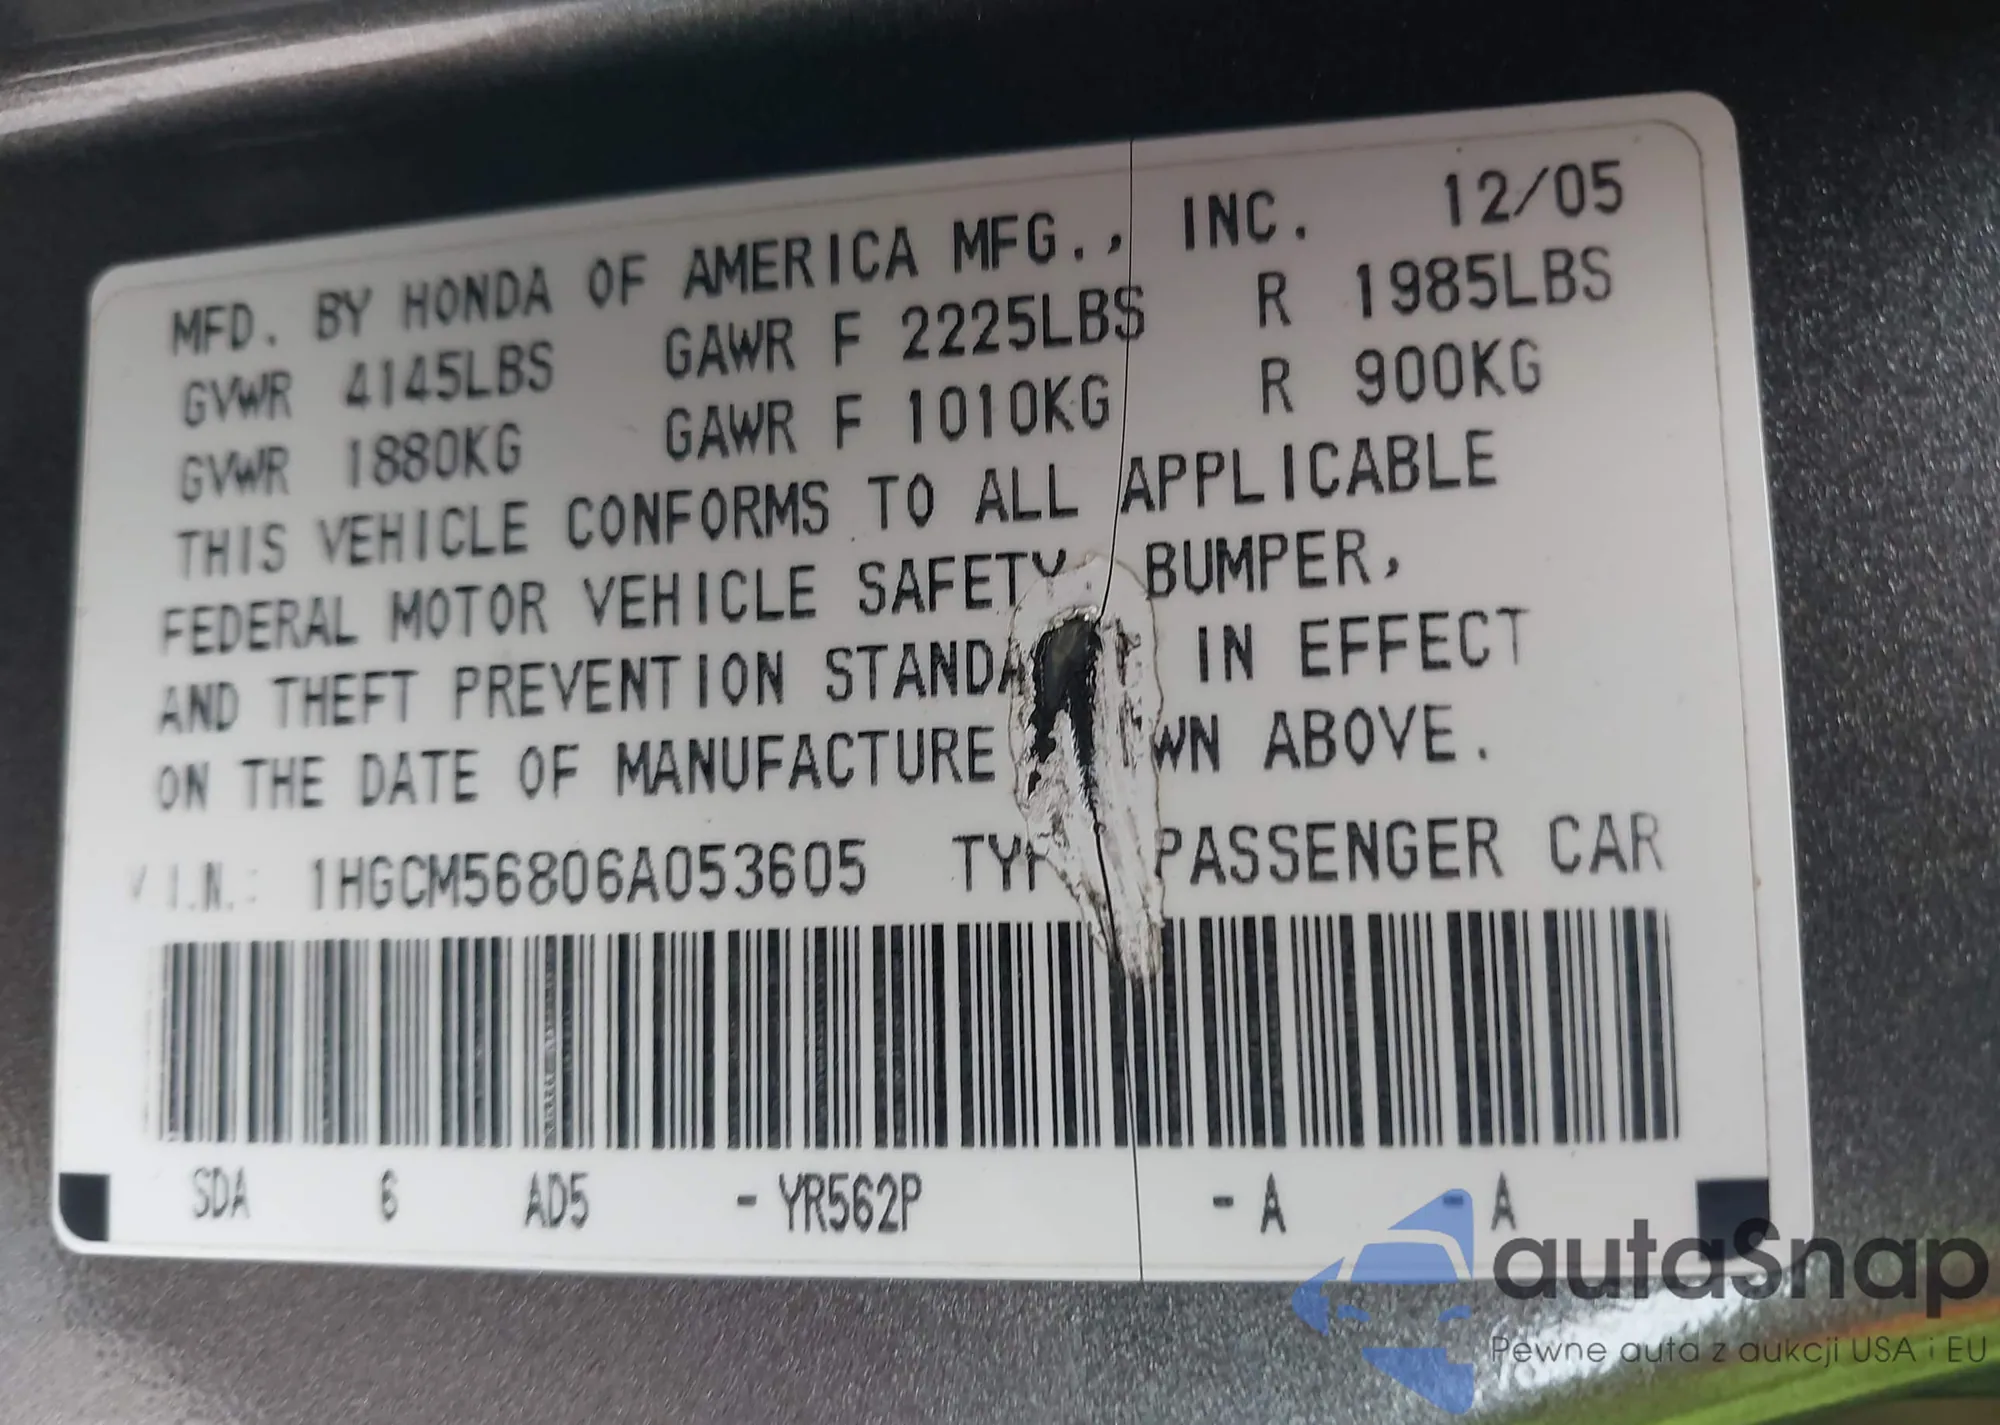 MFD. BY HONDA OF AMERICA MFG., INC. 12/05
GVWR 4145LBS GAWR F 2225LBS R 1985LBS
GVWR 1880KG GAWR F 1010KG R 900KG
THIS VEHICLE CONFORMS TO ALL APPLICABLE
FEDERAL MOTOR VEHICLE SAFETY, BUMPER,
AND THEFT PREVENTION IN EFFECT
ON THE DATE OF MANUFACTURE ABOVE.
V.I.N.: 1HGCM56806A053605 PASSENGER CAR
SDA 6 AD5 - YR562P - A - A
autaSnap
Pewne auta z aukcji USA i EU